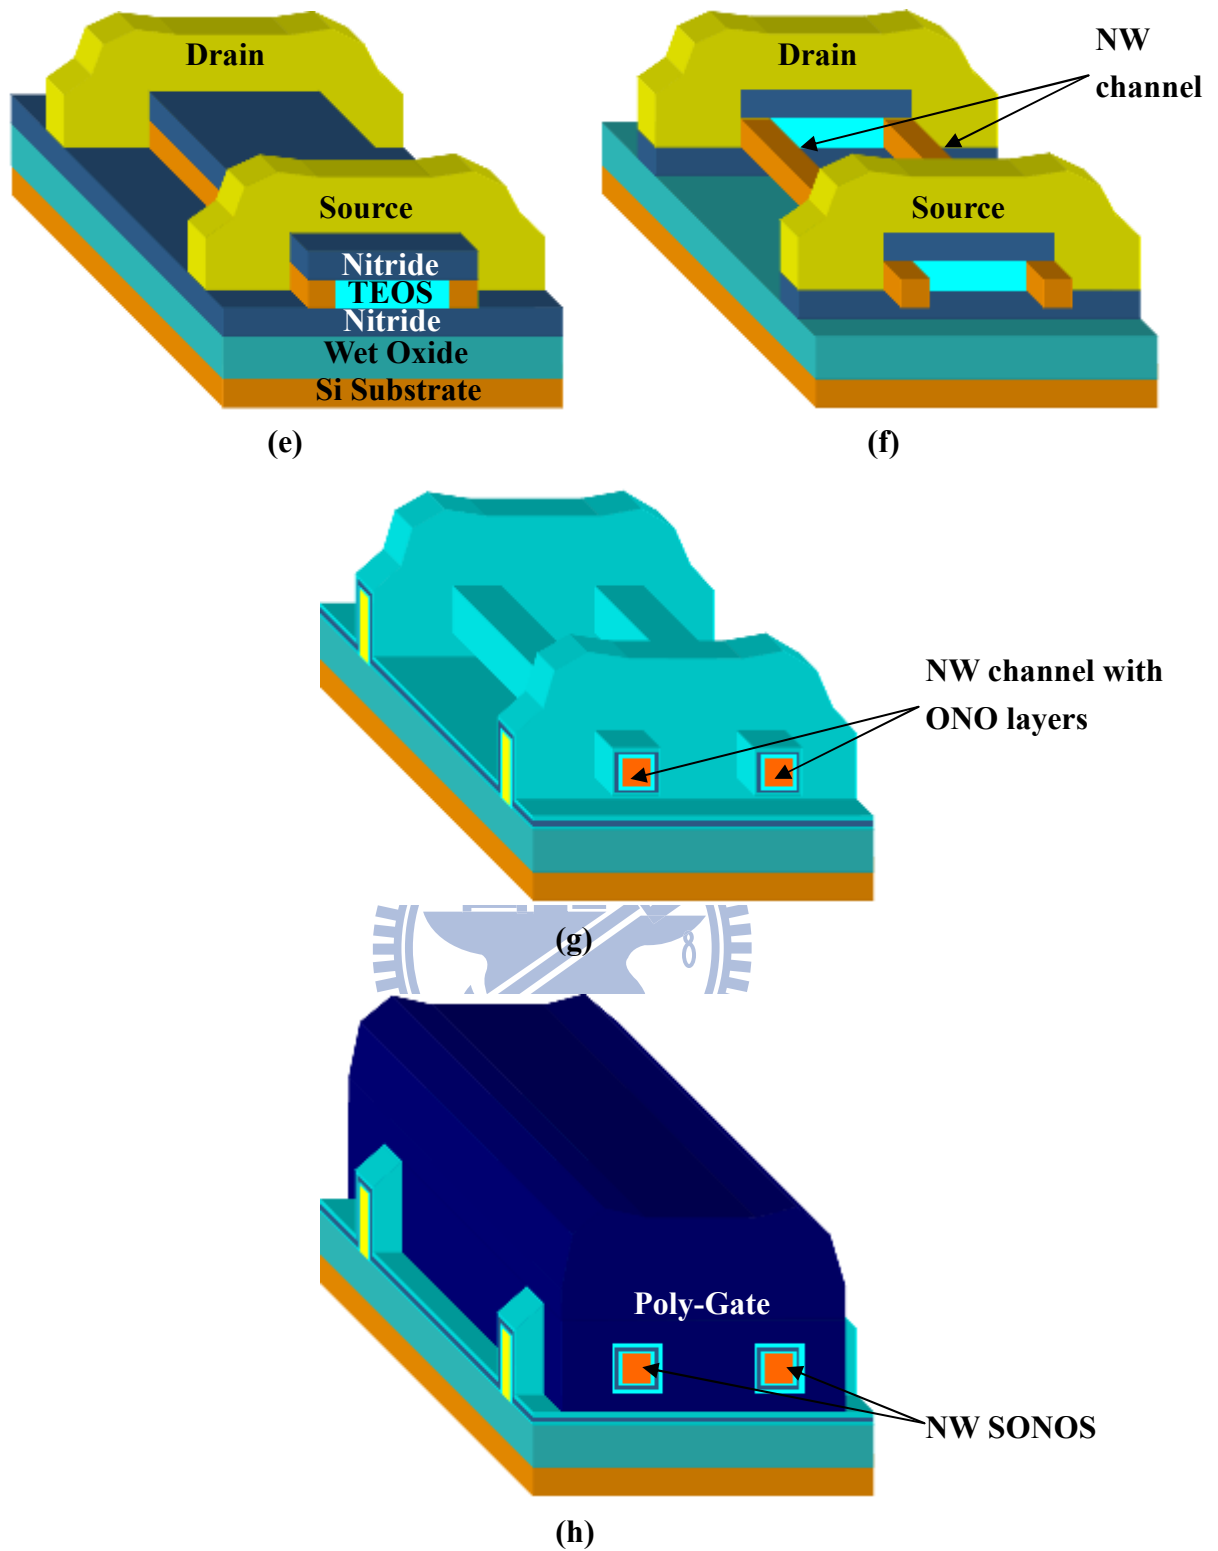 Drain
Source
Nitride
TEOS
Nitride
Wet Oxide
Si Substrate
(e)
Drain
NW
channel
Source
(f)
NW channel with
ONO layers
(g)
Poly-Gate
NW SONOS
(h)